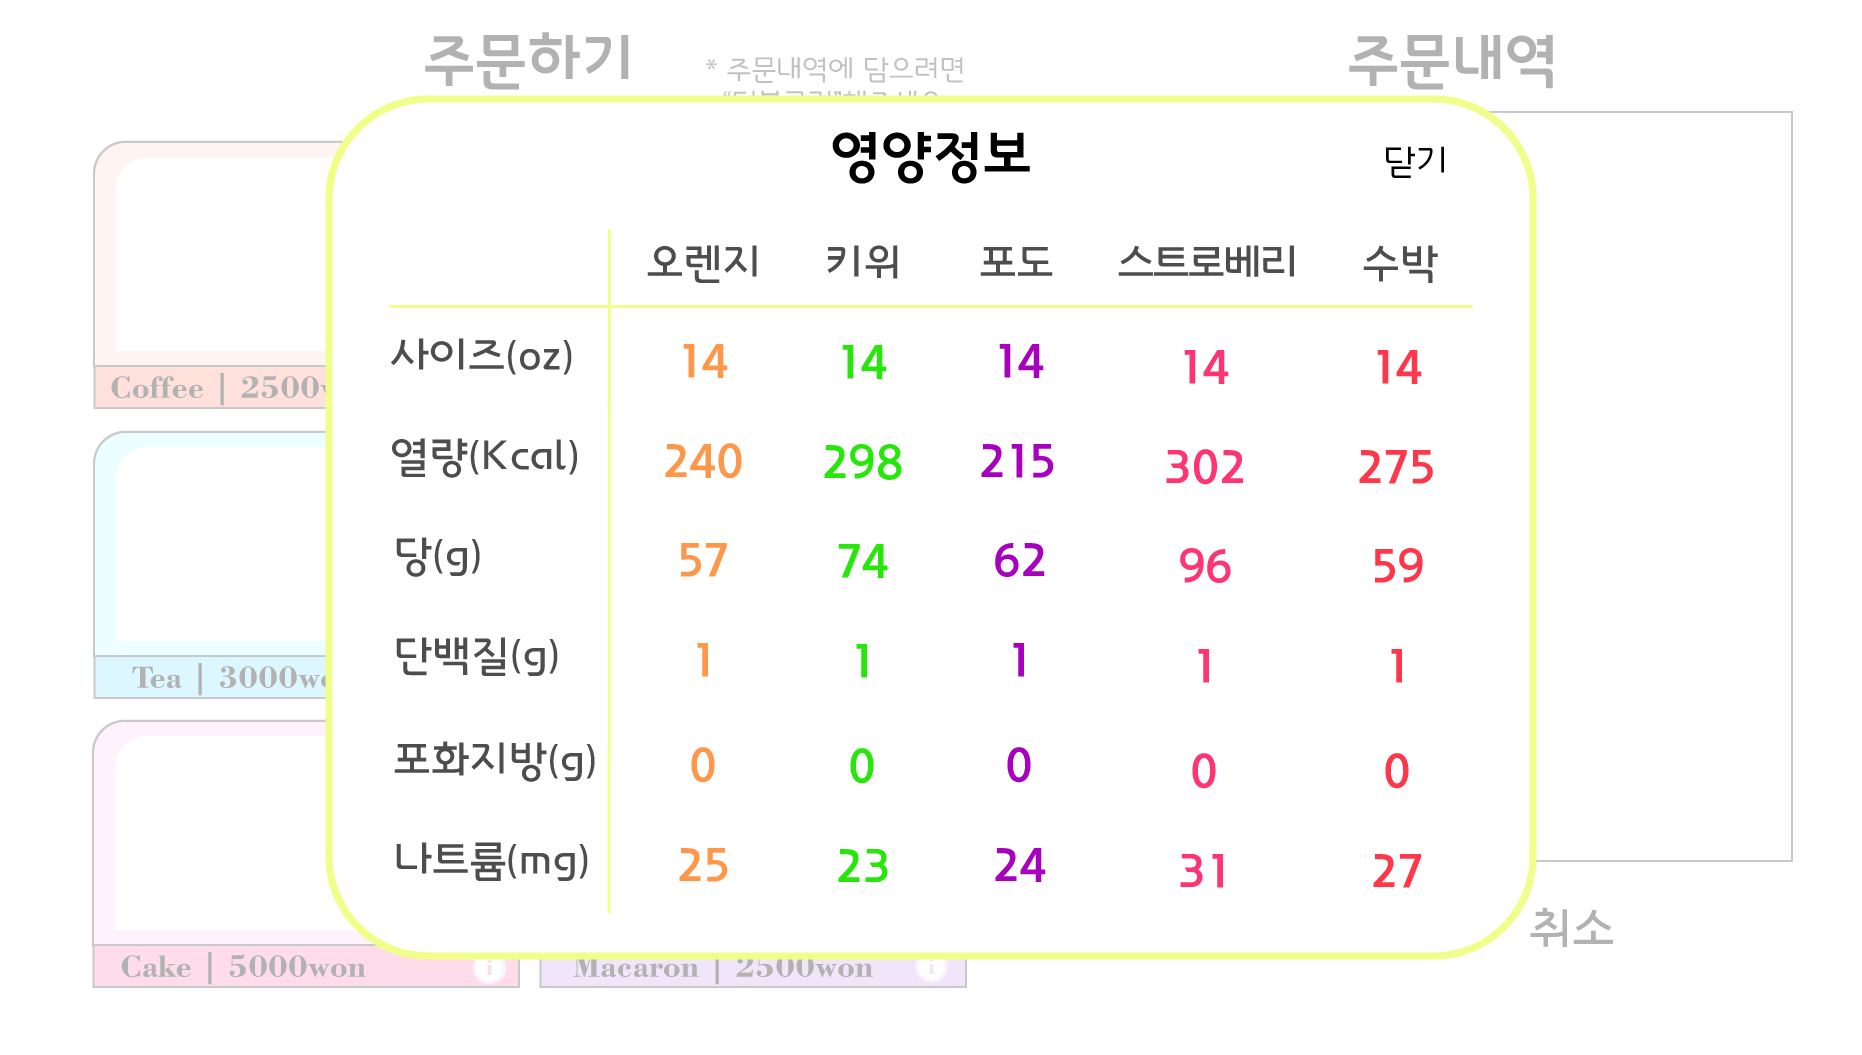 주문하기
* 주문내역에 담으려면
주문내역
영양정보
닫기
오렌지 키위 포도 스트로베리 수박
사이즈(oz) 14 14 14 14 14
열량(Kcal) 240 298 215 302 275
당(g) 57 74 62 96 59
단백질(g) 1 1 1 1 1
포화지방(g) 0 0 0 0 0
나트륨(mg) 25 23 24 31 27
Coffee | 2500
Tea | 3000
취소
Cake | 5000won i
Macaron | 2500won i